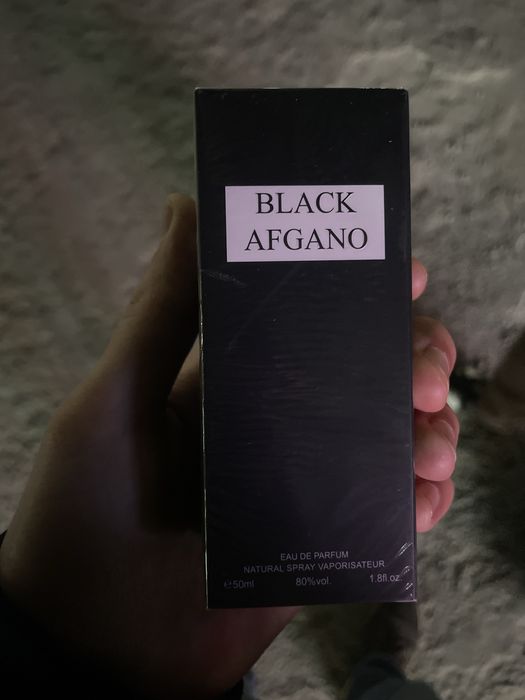 BLACK
AFGANO
EAU DE PARFUM
NATURAL SPRAY VAPORISATEUR
℮50ml 80%vol. 1.8fl.oz.